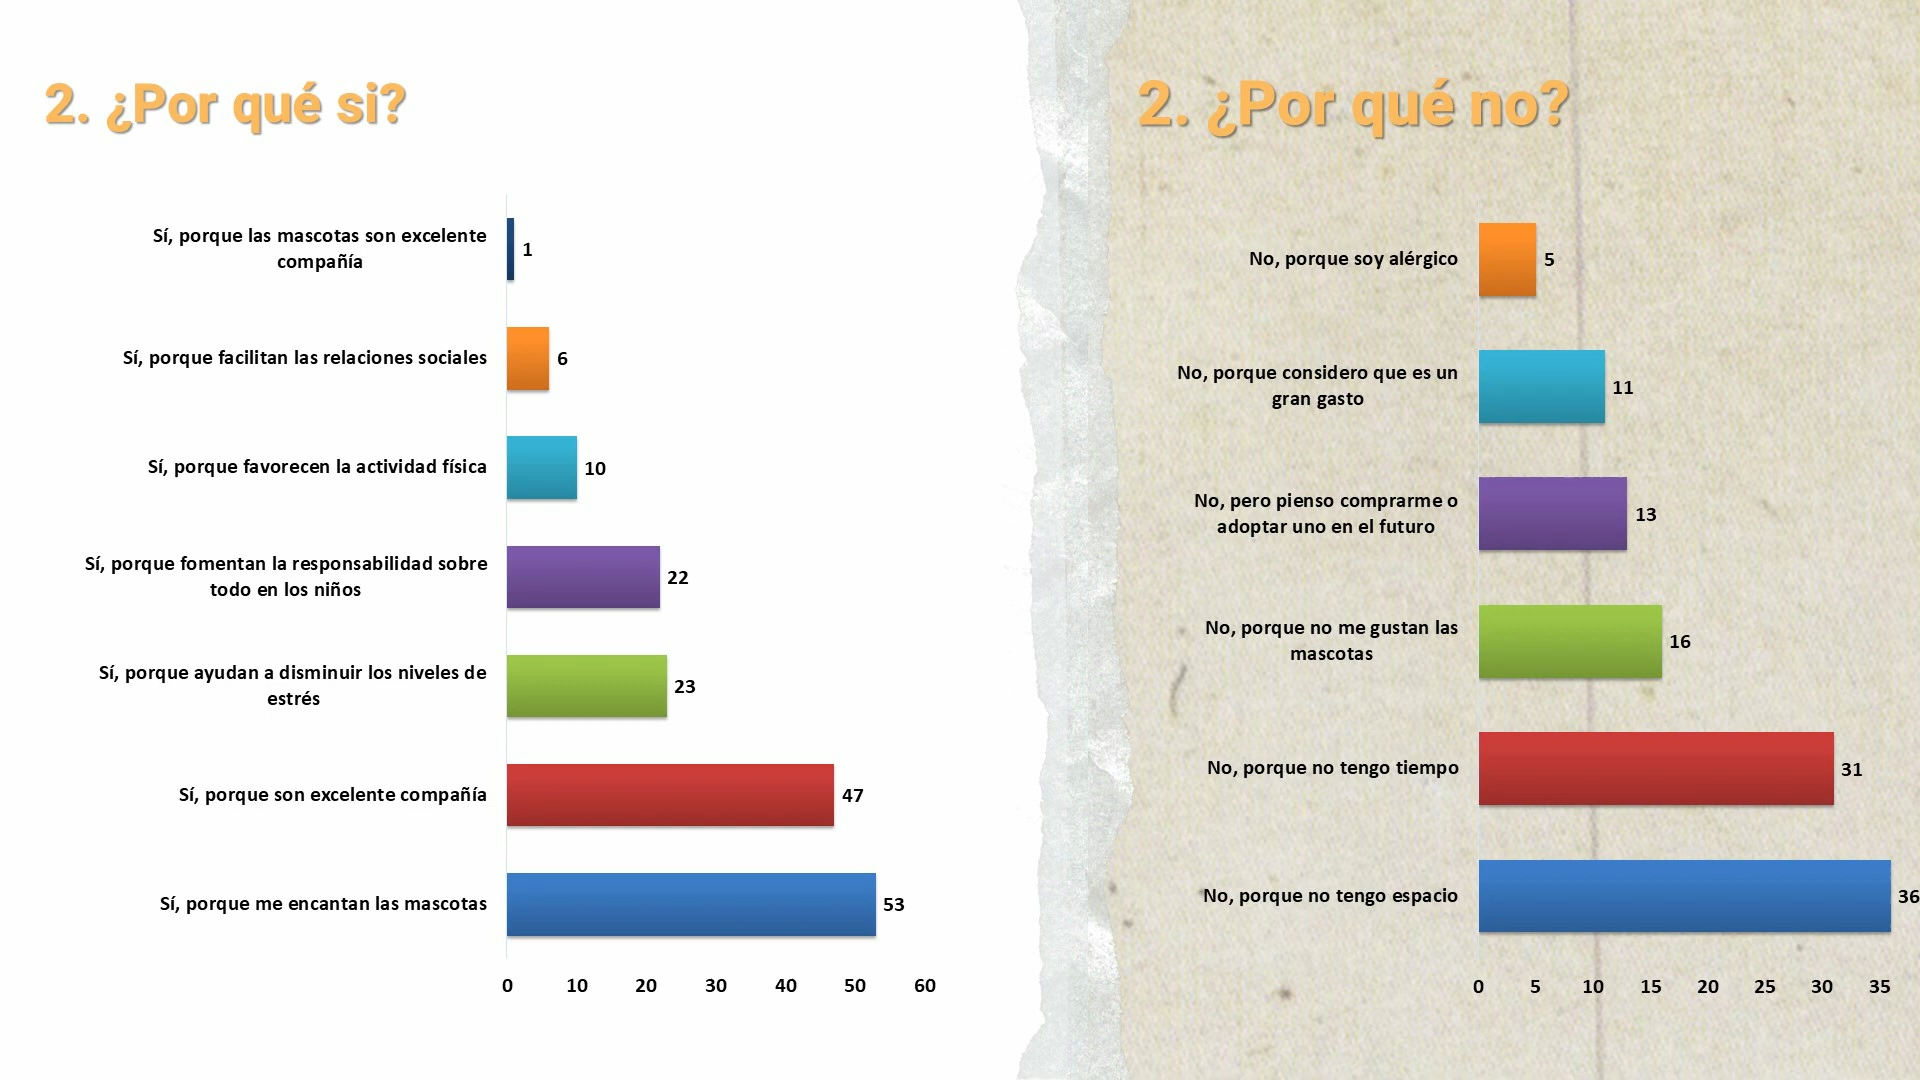 2. ¿Por qué si?
Sí, porque las mascotas son excelente
compañía
1
Sí, porque facilitan las relaciones sociales
6
Sí, porque favorecen la actividad física
10
Sí, porque fomentan la responsabilidad sobre
todo en los niños
22
Sí, porque ayudan a disminuir los niveles de
estrés
23
Sí, porque son excelente compañía
47
Sí, porque me encantan las mascotas
53
0 10 20 30 40 50 60
2. ¿Por qué no?
No, porque soy alérgico
5
No, porque considero que es un
gran gasto
11
No, pero pienso comprarme o
adoptar uno en el futuro
13
No, porque no me gustan las
mascotas
16
No, porque no tengo tiempo
31
No, porque no tengo espacio
36
0 5 10 15 20 25 30 35